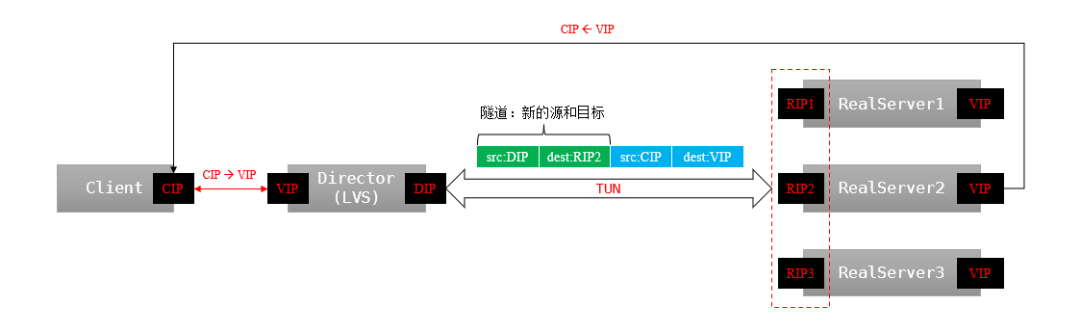 CIP ← VIP
RIP1 RealServer1 VIP
隧道：新的源和目标
src:DIP dest:RIP2 src:CIP dest:VIP
Client CIP CIP → VIP VIP Director DIP TUN RIP2 RealServer2 VIP
(LVS)
RIP3 RealServer3 VIP